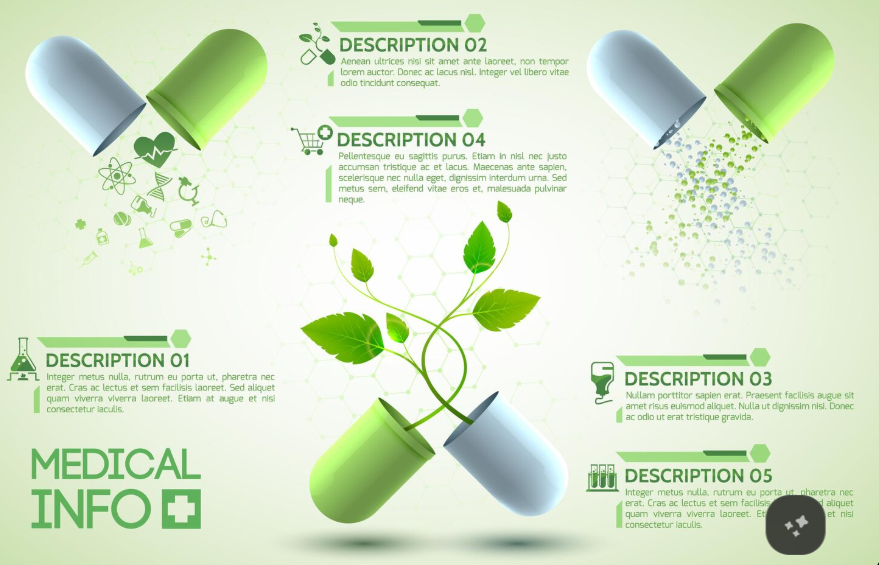 DESCRIPTION 02
Aenean ultrices nisi sit amet ante laoreet, non tempor
lorem auctor. Donec ac lacus nisl. Integer vel libero vitae
odio tincidunt consequat.
DESCRIPTION 04
Pellentesque eu sagittis purus. Etiam in nisl nec justo
accumsan tristique ac et lacus. Maecenas ante sapien,
scelerisque nec nulla eget, dignissim interdum urna. Sed
metus sem, eleifend vitae eros et, malesuada pulvinar
neque.
DESCRIPTION 01
Integer metus nulla, rutrum eu porta ut, pharetra nec
erat. Cras ac lectus et sem facilisis laoreet. Sed aliquet
quam viverra viverra laoreet. Etiam at augue et nisi
consectetur iaculis.
MEDICAL
INFO
DESCRIPTION 03
Nullam porttitor sapien erat. Praesent facilisis augue sit
amet risus euismod aliquet. Nulla ut dignissim nisi. Donec
ac odio ut erat tristique gravida.
DESCRIPTION 05
Integer metus nulla, rutrum eu porta ut, pharetra nec
erat. Cras ac lectus et sem facilisis aliquet
quam viverra viverra laoreet. et nisi
consectetur iaculis.